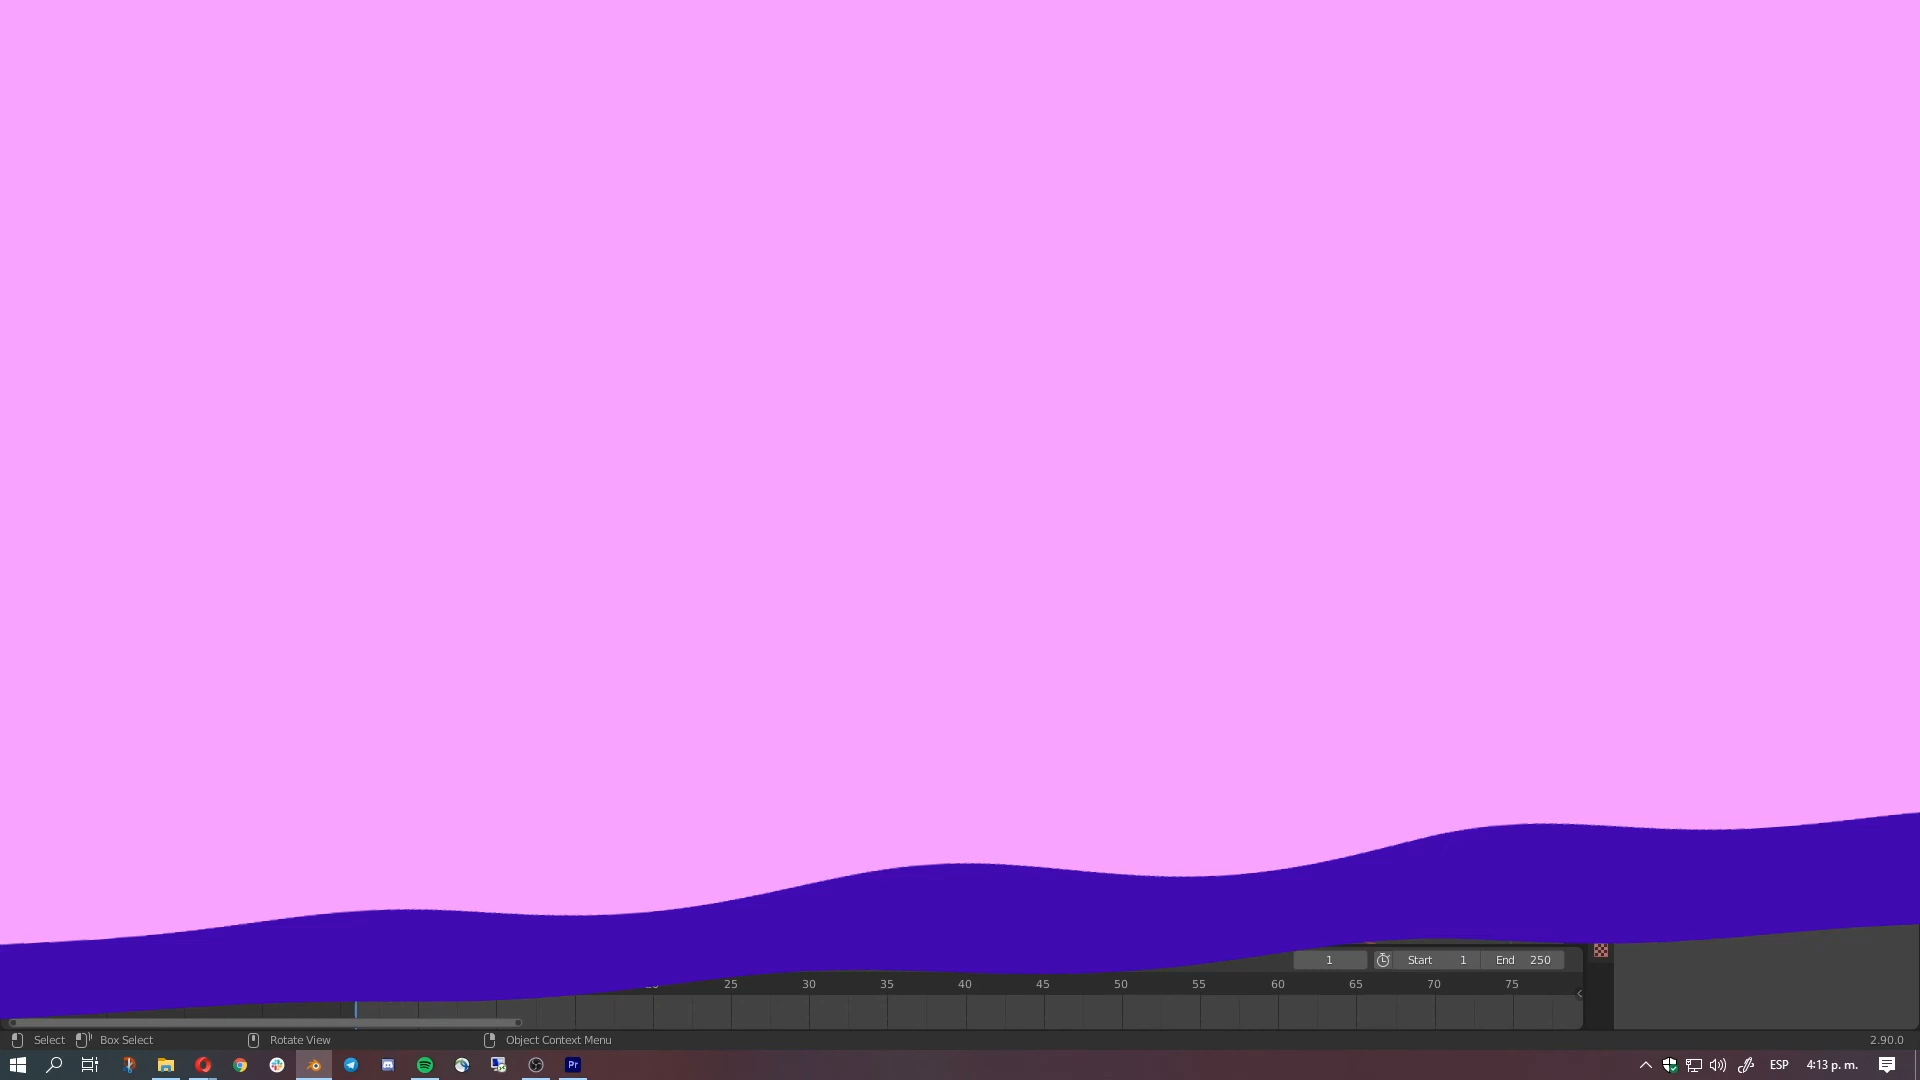 1 Start 1 End 250
25 30 35 40 45 50 55 60 65 70 75
Select Box Select Rotate View Object Context Menu 2.90.0
Pr ESP 4:13 p. m.